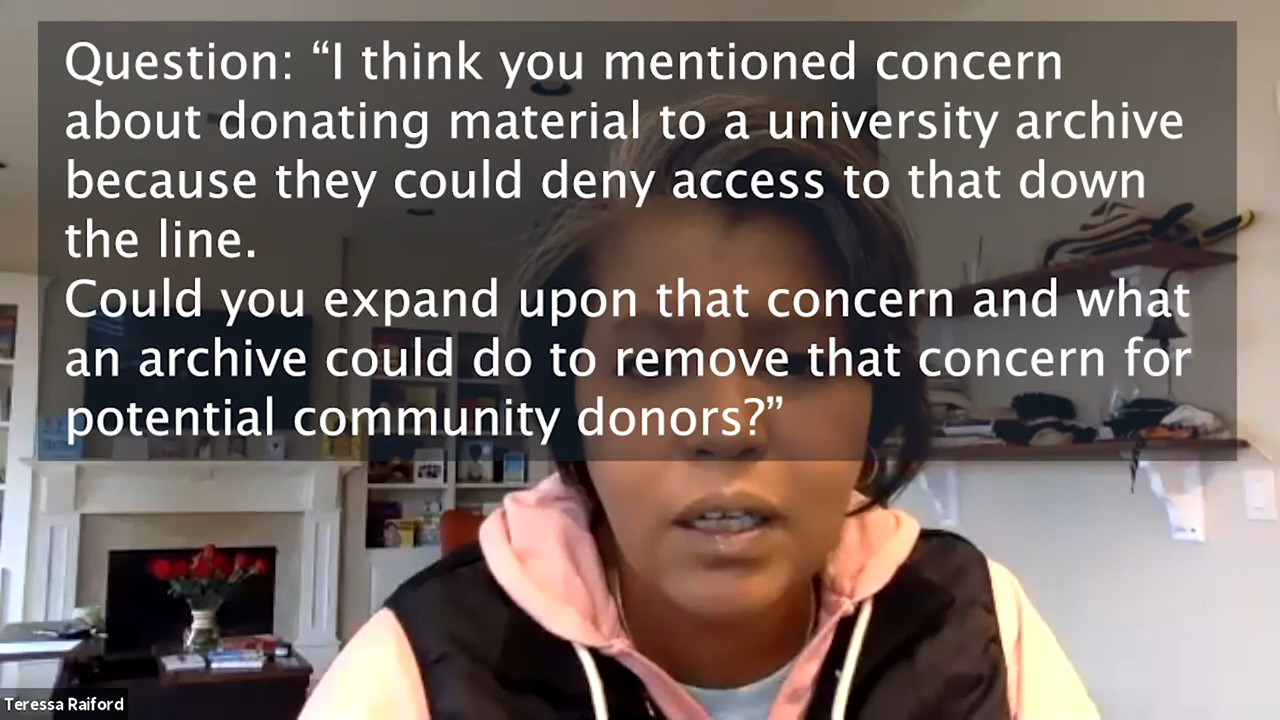 Question: “I think you mentioned concern
about donating material to a university archive
because they could deny access to that down
the line.
Could you expand upon that concern and what
an archive could do to remove that concern for
potential community donors?”
Teressa Raiford